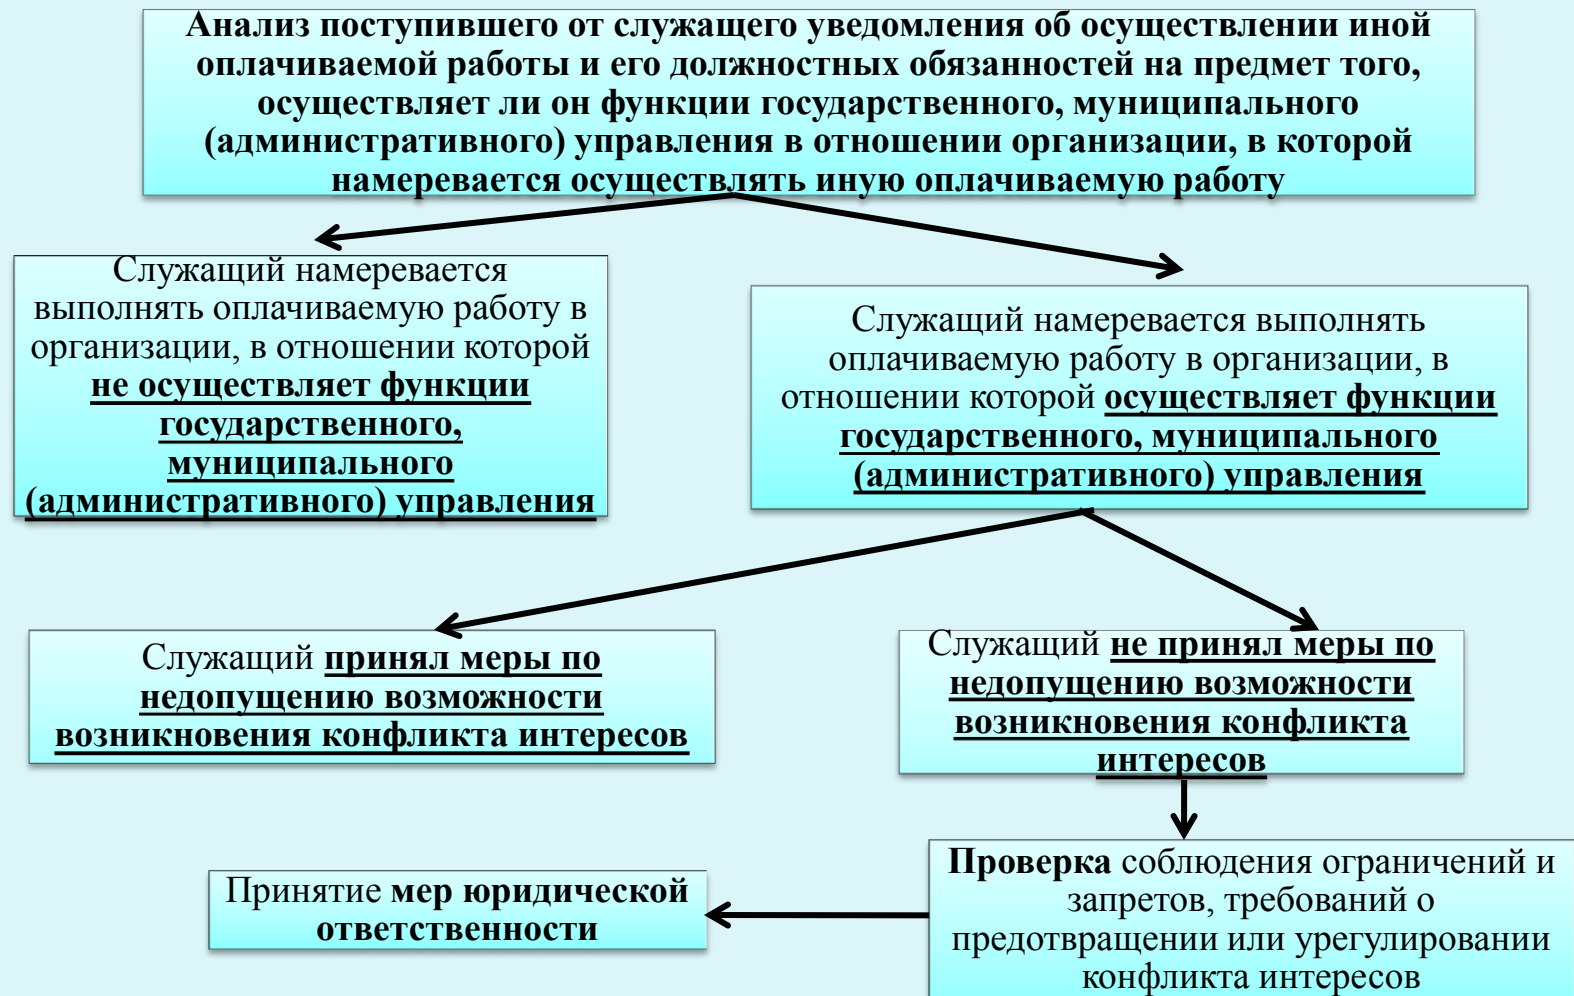 Анализ поступившего от служащего уведомления об осуществлении иной
оплачиваемой работы и его должностных обязанностей на предмет того,
осуществляет ли он функции государственного, муниципального
(административного) управления в отношении организации, в которой
намеревается осуществлять иную оплачиваемую работу
Служащий намеревается
выполнять оплачиваемую работу в
организации, в отношении которой
не осуществляет функции
государственного,
муниципального
(административного) управления
Служащий намеревается выполнять
оплачиваемую работу в организации, в
отношении которой осуществляет функции
государственного, муниципального
(административного) управления
Служащий принял меры по
недопущению возможности
возникновения конфликта интересов
Служащий не принял меры по
недопущению возможности
возникновения конфликта
интересов
Проверка соблюдения ограничений и
запретов, требований о
предотвращении или урегулировании
конфликта интересов
Принятие мер юридической
ответственности